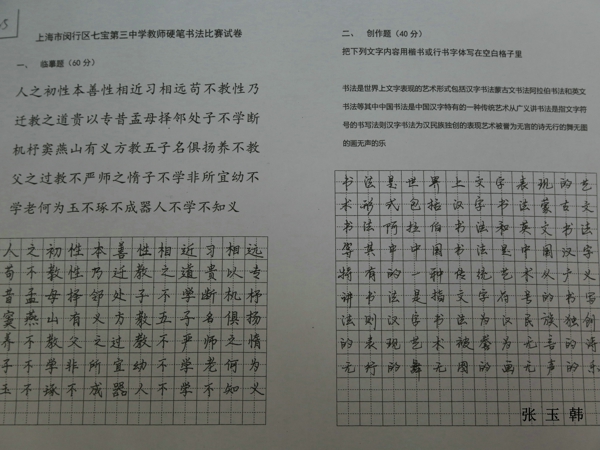 5
上海市闵行区七宝第三中学教师硬笔书法比赛试卷
一、 临摹题（60 分）
人之初性本善性相近习相远苟不教性乃
迁教之道贵以专昔孟母择邻处子不学断
机杼窦燕山有义方教五子名俱扬养不教
父之过教不严师之惰子不学非所宜幼不
学老何为玉不琢不成器人不学不知义
人之初性本善性相近习相远
苟不教性乃迁教之道贵以专
昔孟母择邻处子不学断机杼
窦燕山有义方教五子名俱扬
养不教父之过教不严师之惰
子不学非所宜幼不学老何为
玉不琢不成器人不学不知义
二、 创作题（40 分）
把下列文字内容用楷书或行书字体写在空白格子里
书法是世界上文字表现的艺术形式包括汉字书法蒙古文书法阿拉伯书法和英文
书法等其中中国书法是中国汉字特有的一种传统艺术从广义讲书法是指文字符
号的书写法则汉字书法为汉民族独创的表现艺术被誉为无言的诗无行的舞无图
的画无声的乐
书法是世界上文字表现的艺
术形式包括汉字书法蒙古文
书法阿拉伯书法和英文书法
等其中中国书法是中国汉字
特有的一种传统艺术从广义
讲书法是指文字符号的书写
法则汉字书法为汉民族独创
的表现艺术被誉为无言的诗
无行的舞无图的画无声的乐
张玉韩